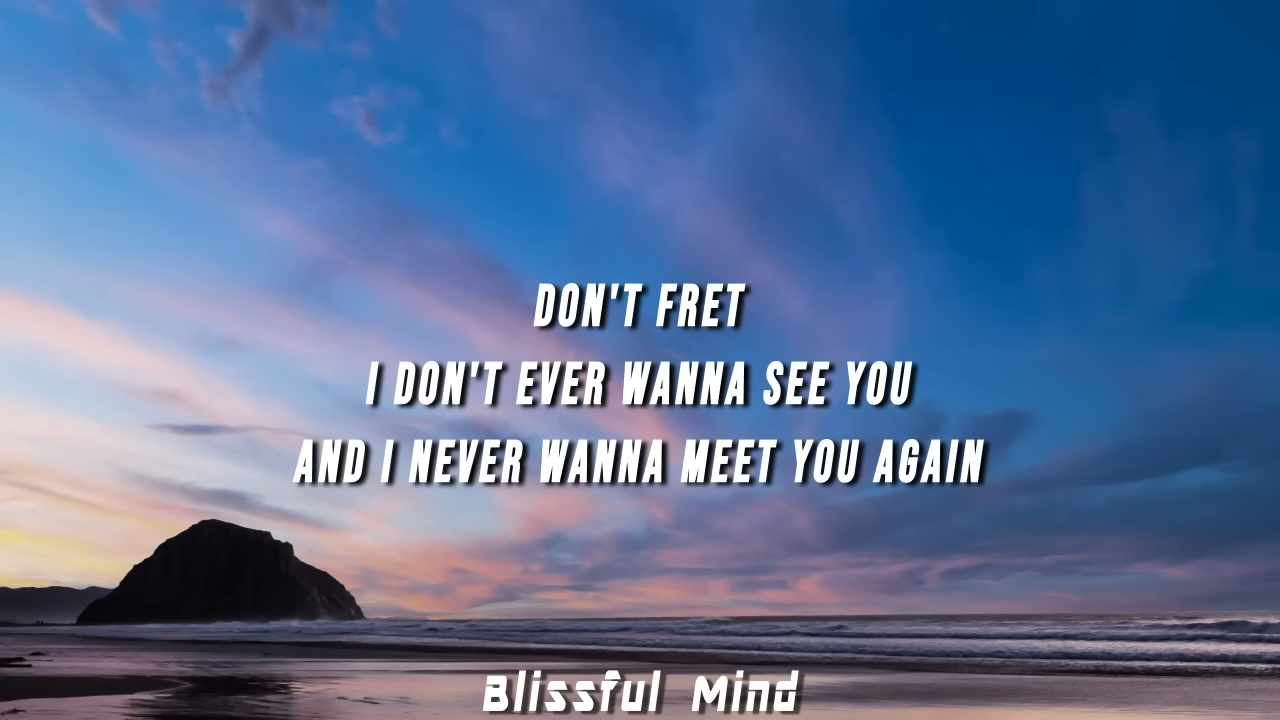 DON'T FRET
I DON'T EVER WANNA SEE YOU
AND I NEVER WANNA MEET YOU AGAIN
Blissful Mind